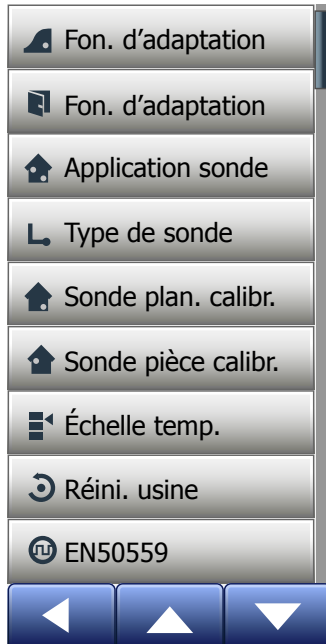 Fon. d’adaptation
Fon. d’adaptation
Application sonde
Type de sonde
Sonde plan. calibr.
Sonde pièce calibr.
Échelle temp.
Réini. usine
EN50559